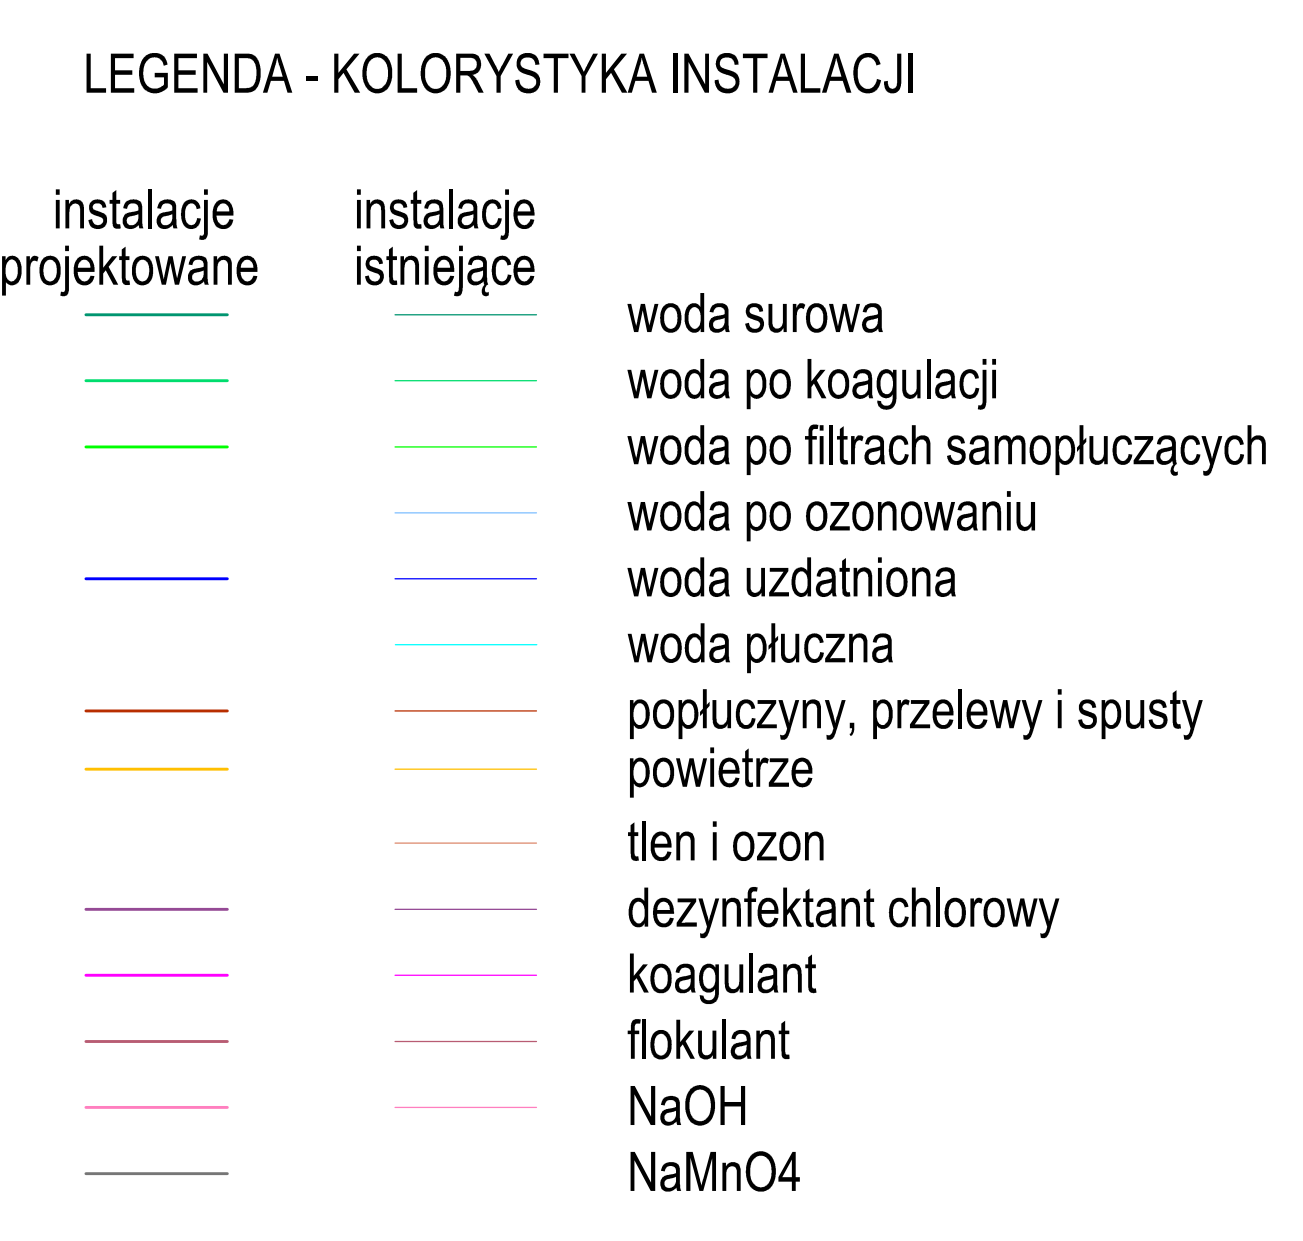 LEGENDA - KOLORYSTYKA INSTALACJI
instalacje
projektowane
instalacje
istniejące
woda surowa
woda po koagulacji
woda po filtrach samopłuczących
woda po ozonowaniu
woda uzdatniona
woda płuczna
popłuczyny, przelewy i spusty
powietrze
tlen i ozon
dezynfektant chlorowy
koagulant
flokulant
NaOH
NaMnO4